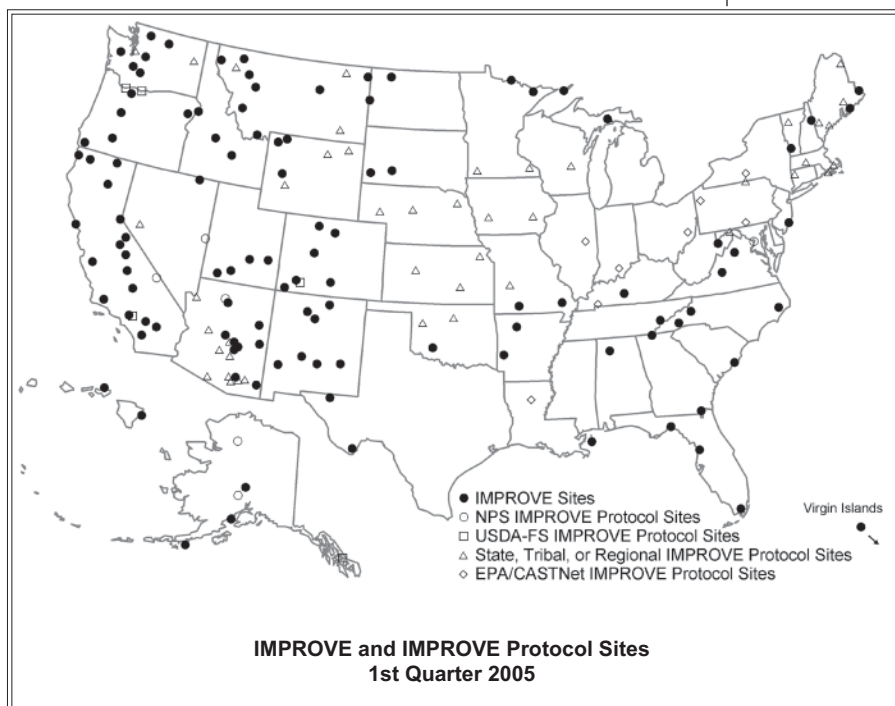 IMPROVE Sites
NPS IMPROVE Protocol Sites
USDA-FS IMPROVE Protocol Sites
State, Tribal, or Regional IMPROVE Protocol Sites
EPA/CASTNet IMPROVE Protocol Sites
Virgin Islands
IMPROVE and IMPROVE Protocol Sites
1st Quarter 2005